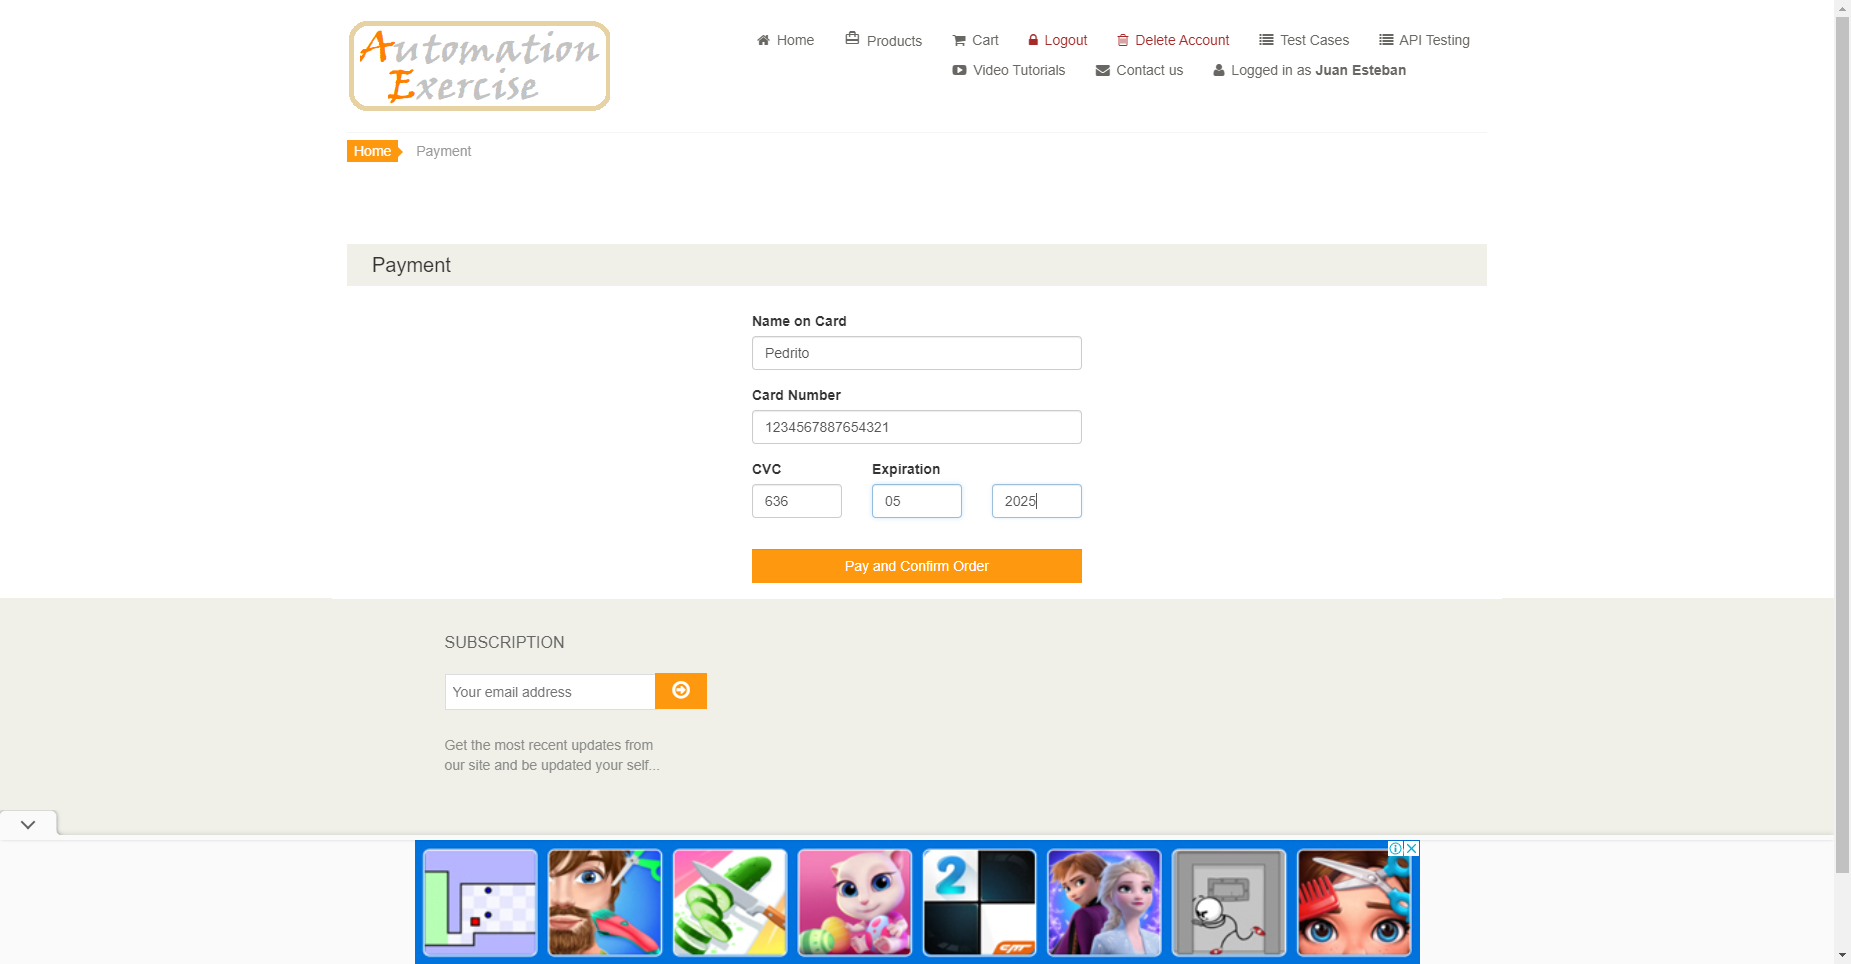 Automation
Exercise
Home
Products
Cart
Logout
Delete Account
Test Cases
API Testing
Video Tutorials
Contact us
Logged in as Juan Esteban
Home
Payment
Payment
Name on Card
Pedrito
Card Number
1234567887654321
CVC
Expiration
636
05
2025
Pay and Confirm Order
SUBSCRIPTION
Your email address
Get the most recent updates from
our site and be updated your self...
2